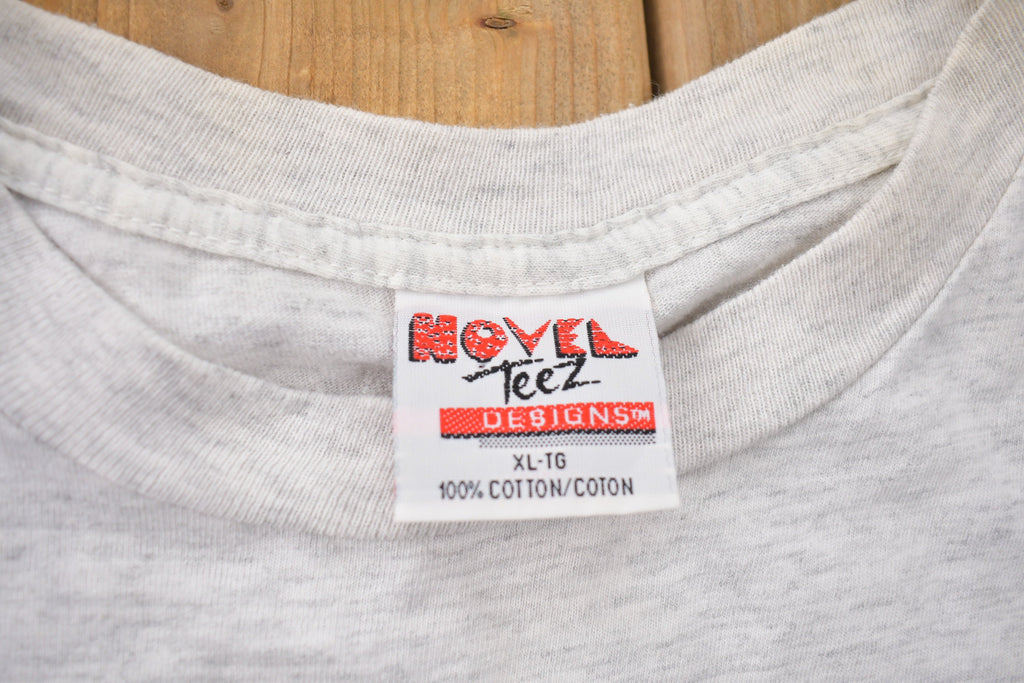 NOVEL
Teez
DESIGNS™
XL-TG
100% COTTON/COTON